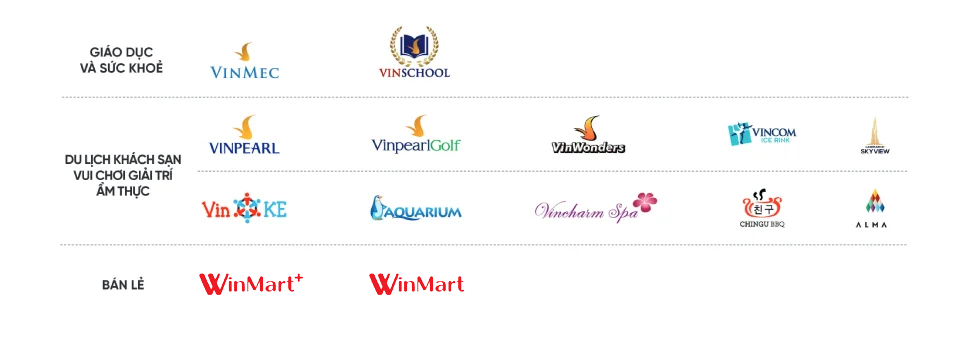 GIÁO DỤC
VÀ SỨC KHOẺ
VINMEC
VINSCHOOL
DU LỊCH KHÁCH SẠN
VUI CHƠI GIẢI TRÍ
ẨM THỰC
VINPEARL
VinpearlGolf
VinWonders
VINCOM
ICE RINK
SKYVIEW
Vin KE
AQUARIUM
Vincharm Spa
친구
CHINGU BBQ
ALMA
BÁN LẺ
WinMart+
WinMart